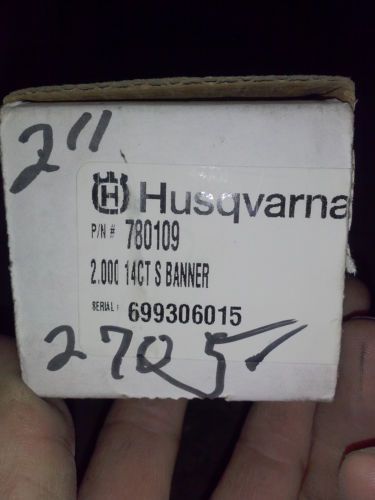 2"
Husqvarna
P/N # 780109
2.000 14CT S BANNER
SERIAL # 699306015
2705